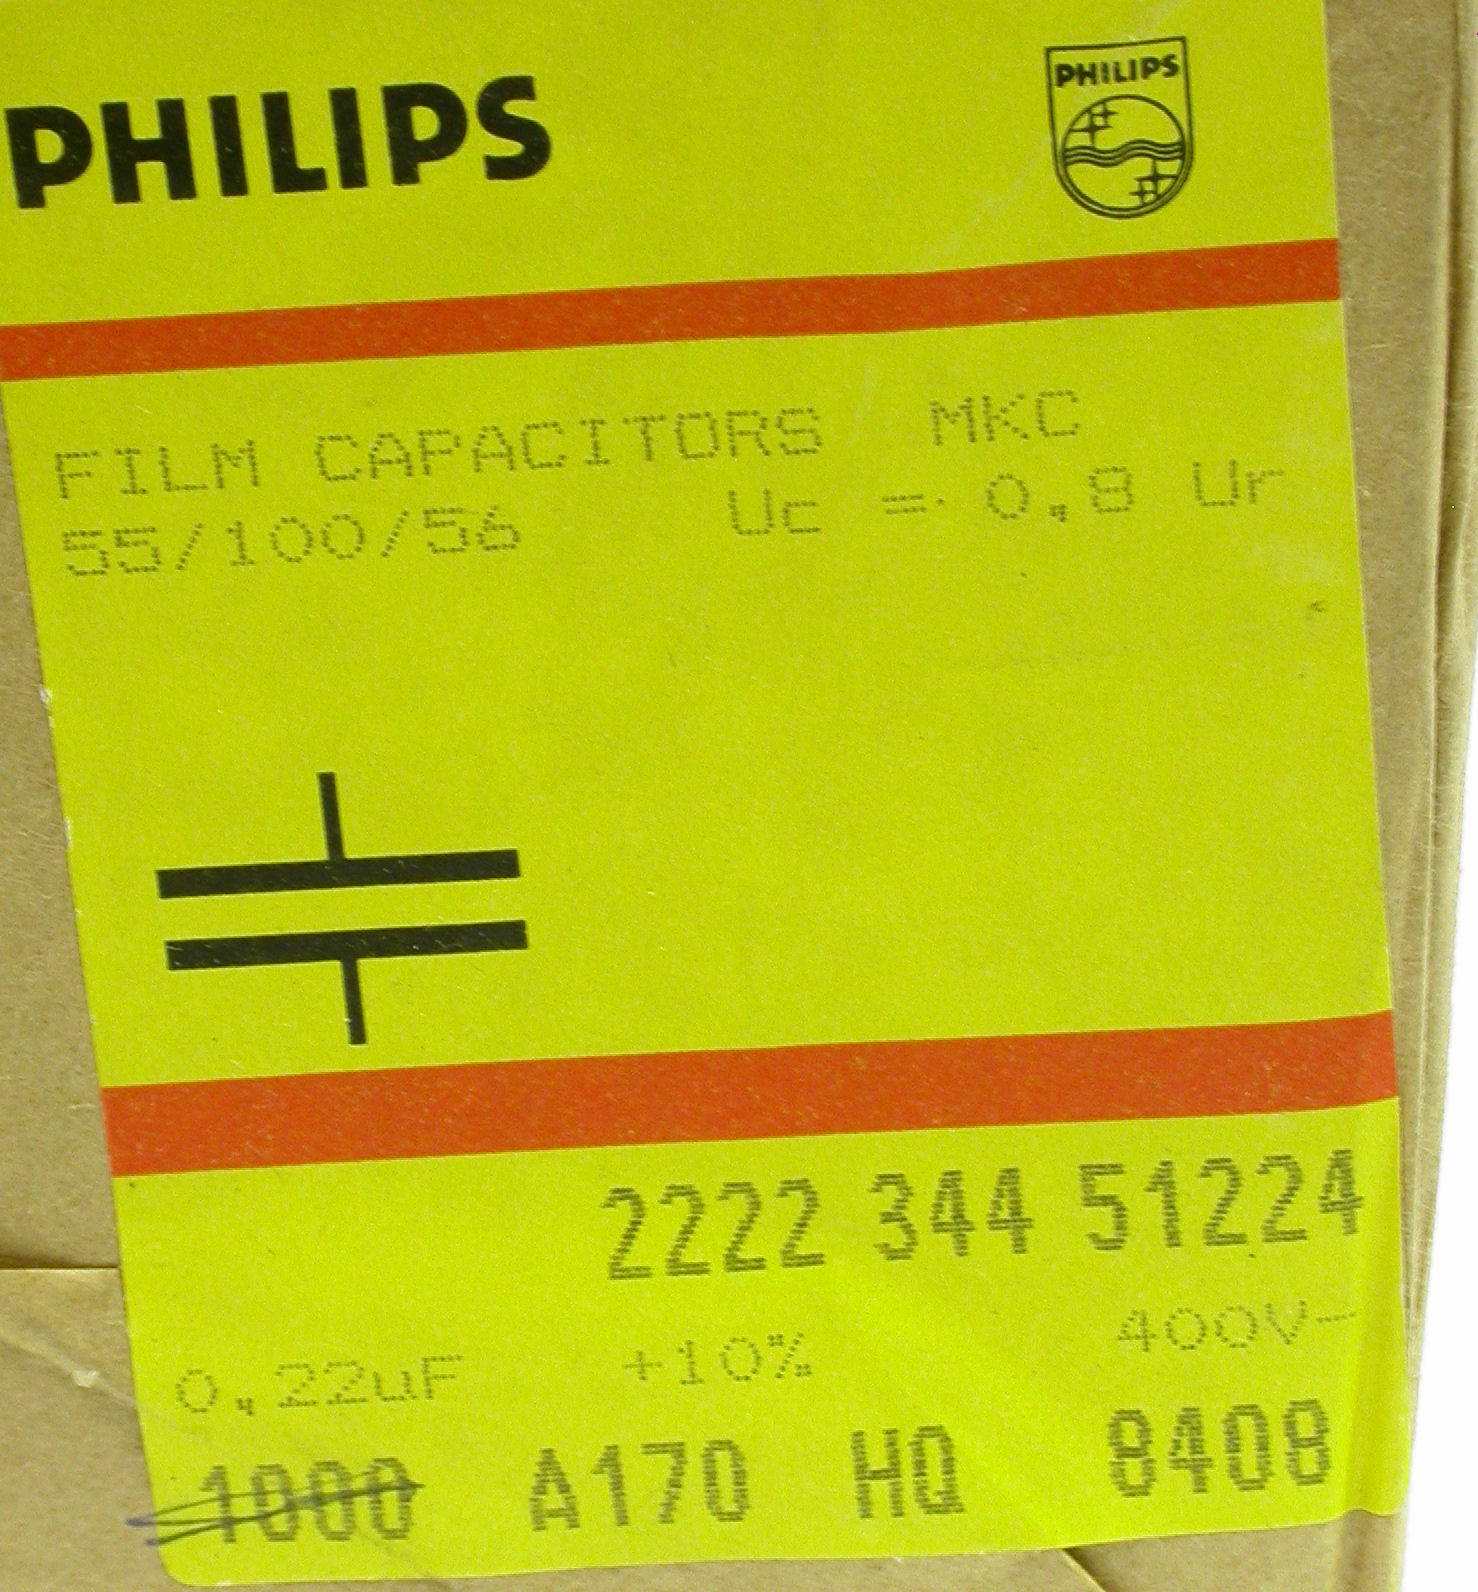 PHILIPS
PHILIPS
FILM CAPACITORS MKC
55/100/56 Uc = 0,8 Ur
2222 344 51224
0,22uF +10% 400V-
1000 A170 HQ 8408